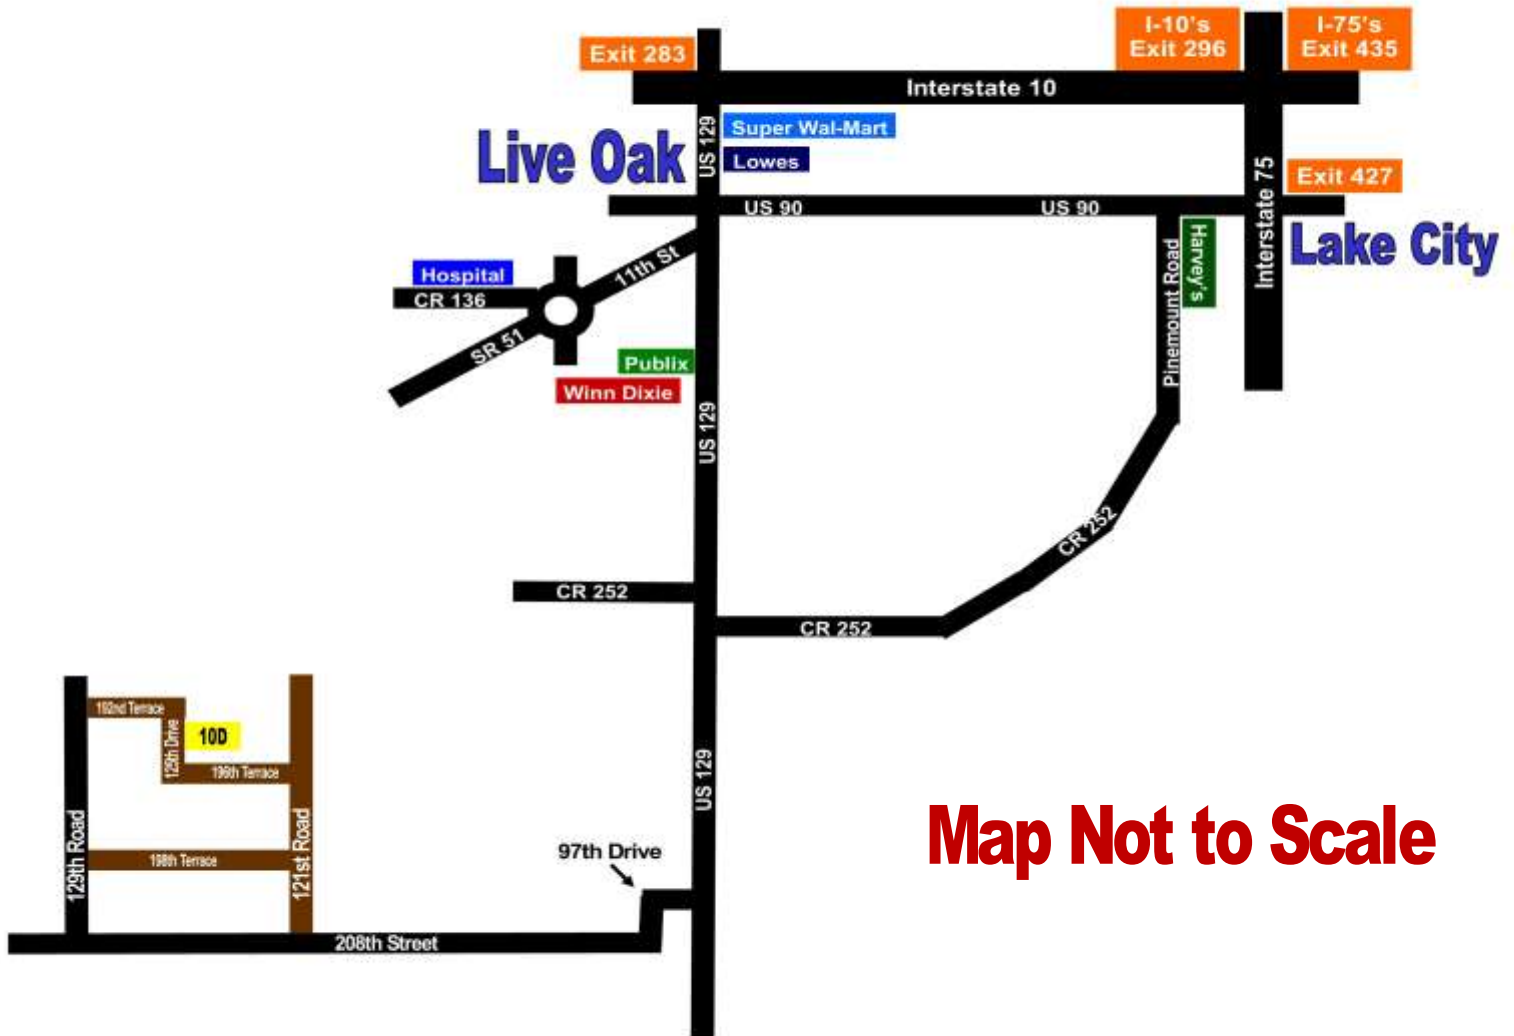 I-10's
Exit 296
I-75's
Exit 435
Exit 283
Interstate 10
US 129
Super Wal-Mart
Live Oak
Lowes
Interstate 75
Exit 427
US 90
US 90
Lake City
Harvey's
Pinemount Road
11th St
Hospital
CR 136
SR 51
Publix
Winn Dixie
US 129
CR 252
CR 252
CR 252
192nd Terrace
125th Drive
10D
196th Terrace
US 129
129th Road
121st Road
198th Terrace
97th Drive
Map Not to Scale
208th Street